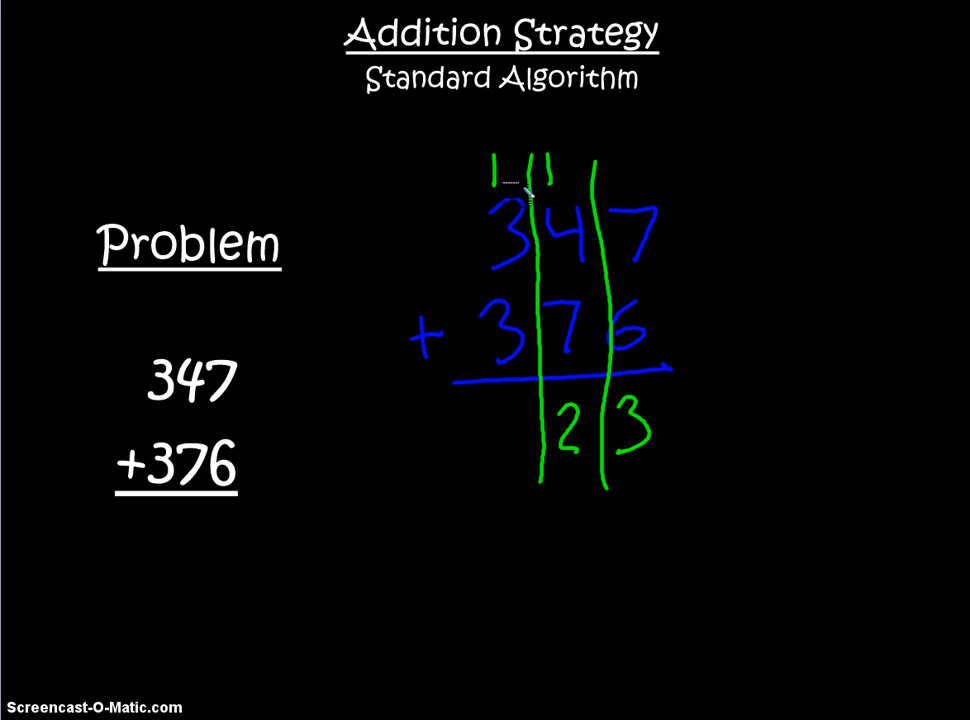 Addition Strategy
Standard Algorithm
Problem
347
+376
1 1
347
+ 376
23
Screencast-O-Matic.com